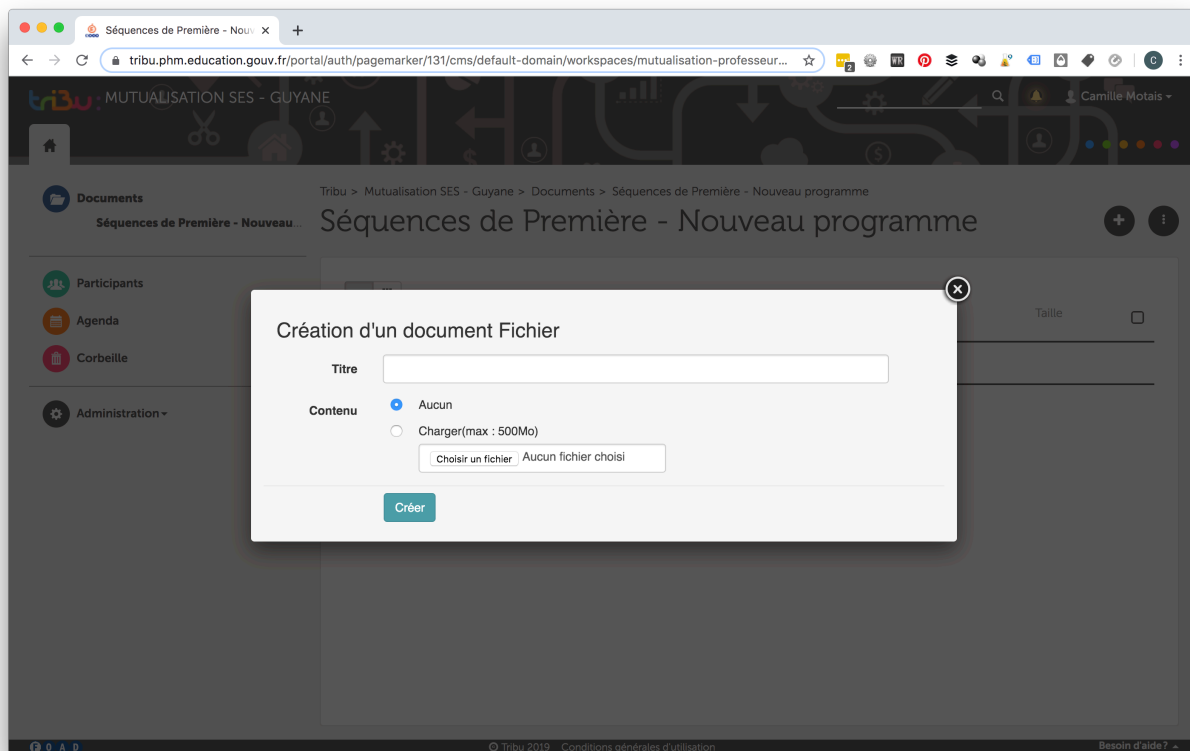 Séquences de Première - Nouv
tribu.phm.education.gouv.fr/portal/auth/pagemarker/131/cms/default-domain/workspaces/mutualisation-professeur...
2
WR
C
tribu: MUTUALISATION SES - GUYANE
Camille Motais
Documents
Séquences de Première - Nouveau...
Participants
Agenda
Corbeille
Administration
Tribu > Mutualisation SES - Guyane > Documents > Séquences de Première - Nouveau programme
Séquences de Première - Nouveau programme
Taille
Création d'un document Fichier
Titre
Contenu
Aucun
Charger(max : 500Mo)
Choisir un fichier Aucun fichier choisi
Créer
F O A D
© Tribu 2019 Conditions générales d'utilisation
Besoin d'aide ?